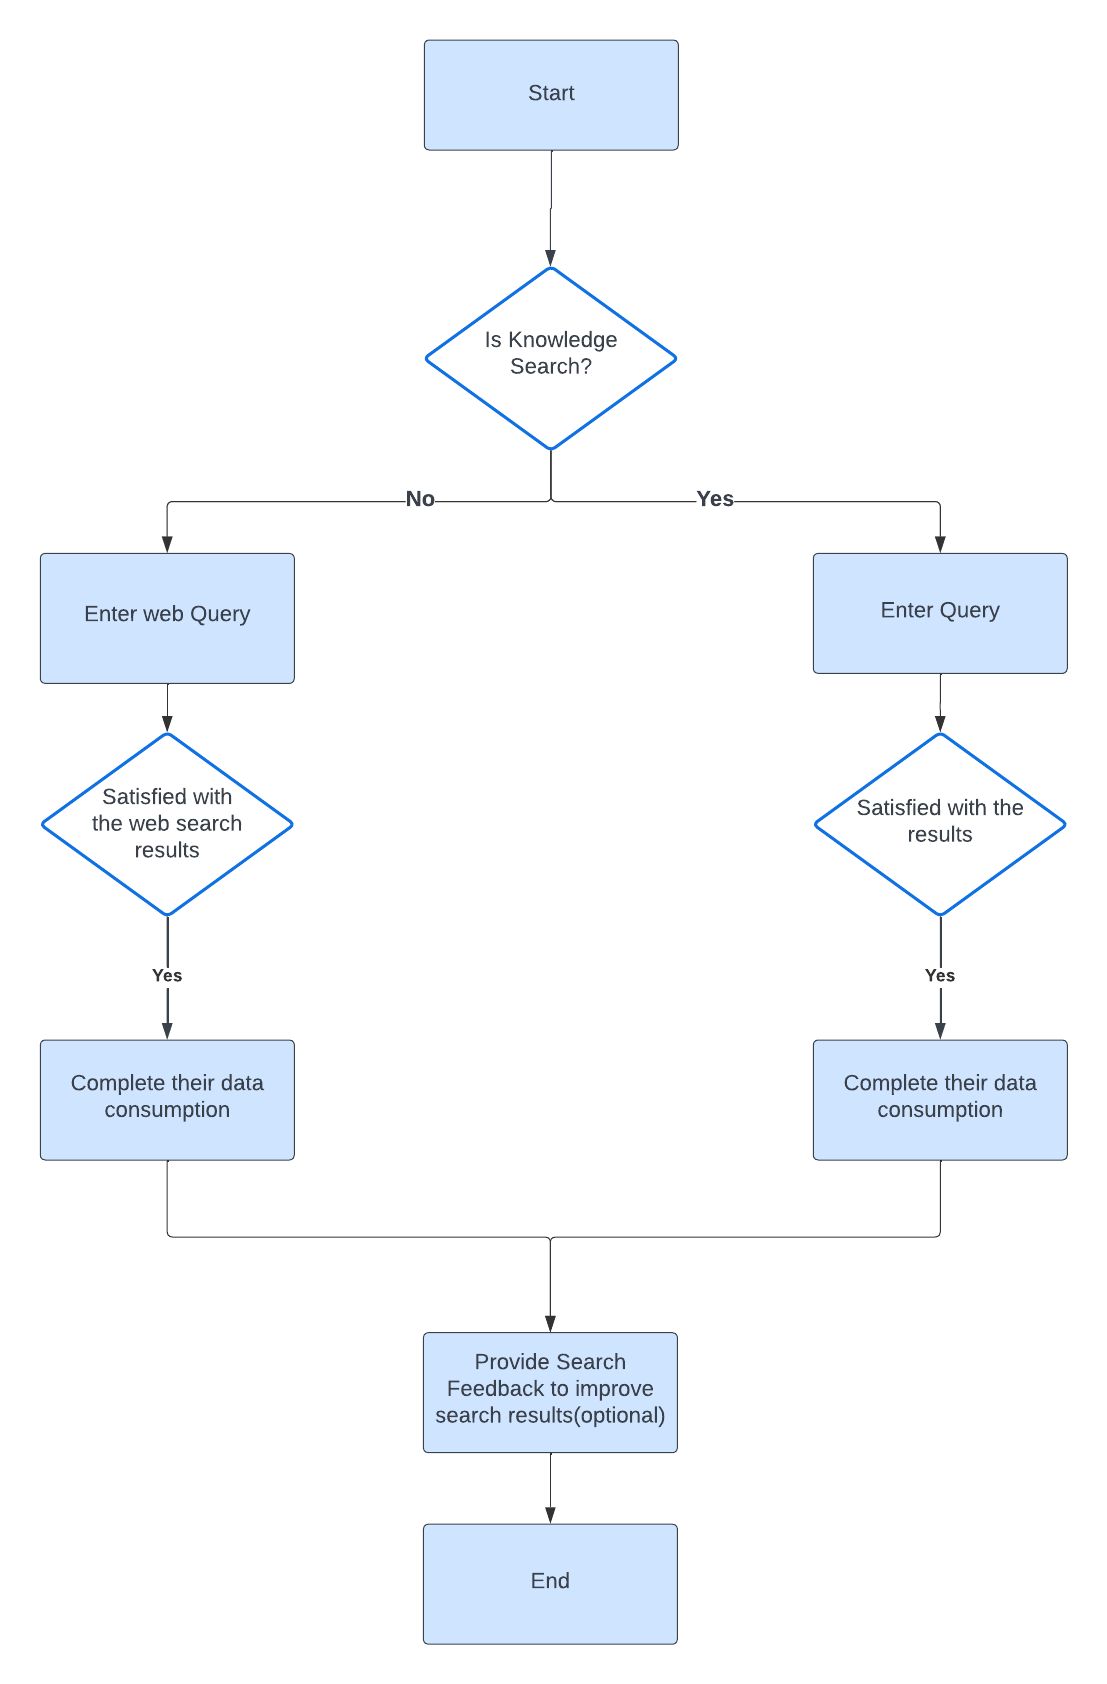 Start
Is Knowledge
Search?
No
Yes
Enter web Query
Enter Query
Satisfied with
the web search
results
Satisfied with the
results
Yes
Yes
Complete their data
consumption
Complete their data
consumption
Provide Search
Feedback to improve
search results(optional)
End